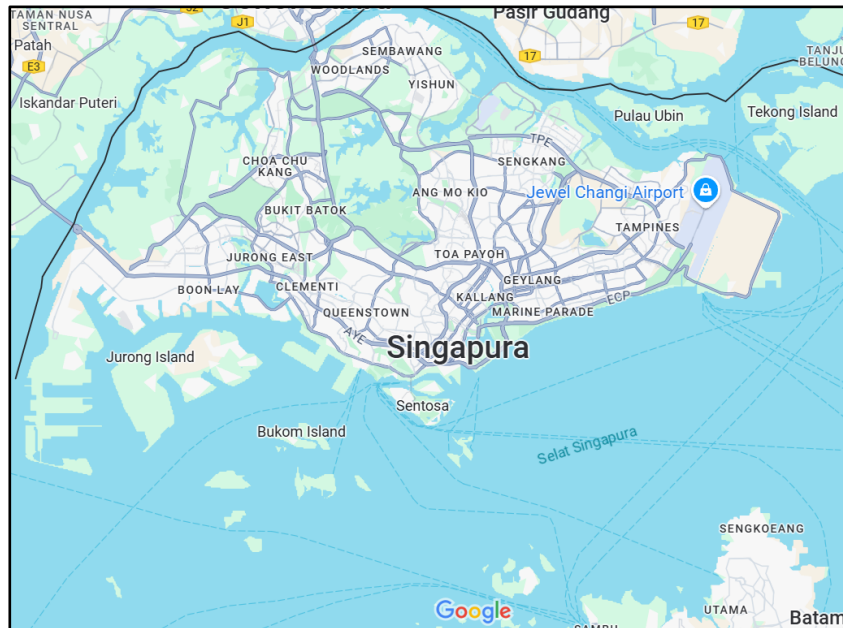 TAMAN NUSA
SENTRAL
J1
Pasir Gudang
17
Patah
E3
SEMBAWANG
WOODLANDS
YISHUN
17
TANJU
BELUNG
Iskandar Puteri
Pulau Ubin
Tekong Island
TPE
CHOA CHU
KANG
SENGKANG
ANG MO KIO
Jewel Changi Airport
BUKIT BATOK
TAMPINES
JURONG EAST
TOA PAYOH
BOON LAY
CLEMENTI
GEYLANG
KALLANG
ECP
QUEENSTOWN
MARINE PARADE
AYE
Singapura
Jurong Island
Sentosa
Bukom Island
Selat Singapura
SENGKOEANG
Google
UTAMA
Batam